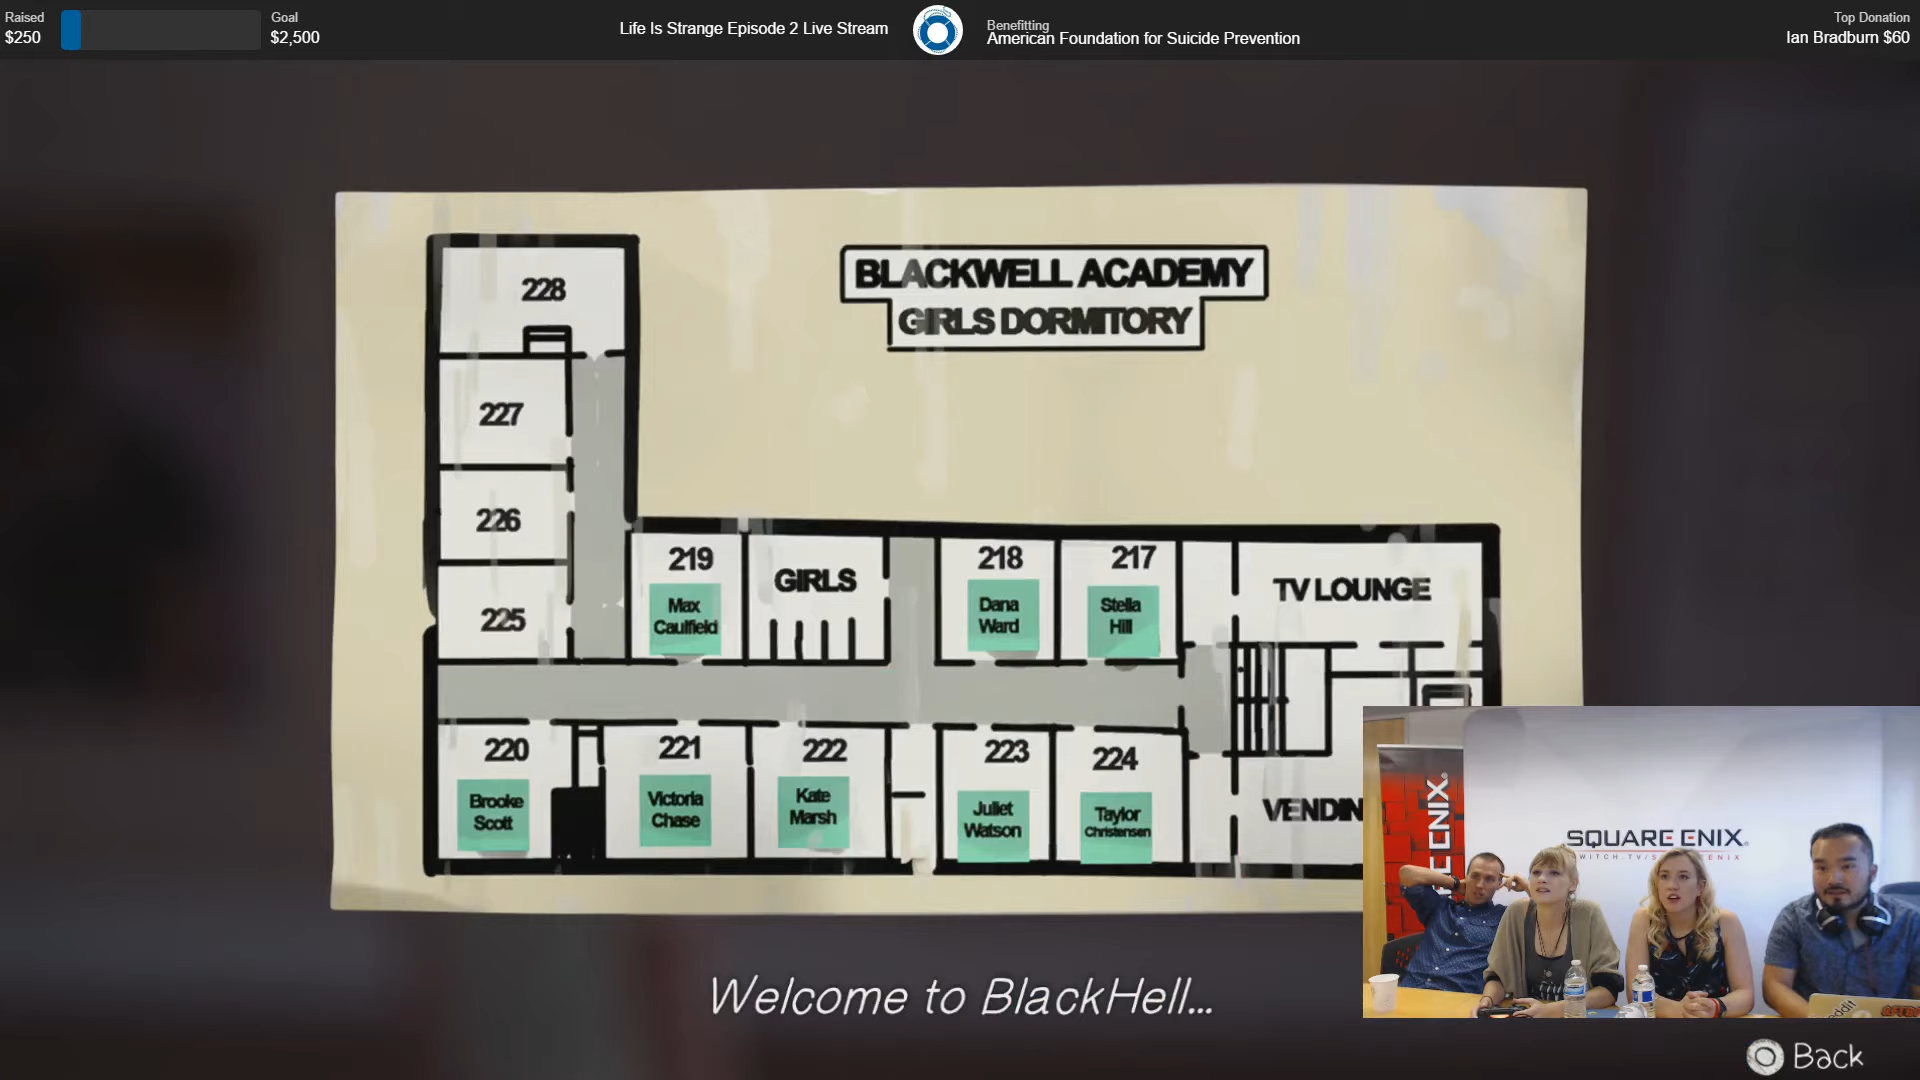 Raised
$250
Goal
$2,500
Life Is Strange Episode 2 Live Stream
Benefitting
American Foundation for Suicide Prevention
Top Donation
Ian Bradburn $60
BLACKWELL ACADEMY
GIRLS DORMITORY
228
227
226
225
219
Max
Caulfield
GIRLS
218
Dana
Ward
217
Stella
Hill
TV LOUNGE
220
Brooke
Scott
221
Victoria
Chase
222
Kate
Marsh
223
Juliet
Watson
224
Taylor
Christensen
VENDIN
SQUARE ENIX
Welcome to BlackHell...
Back